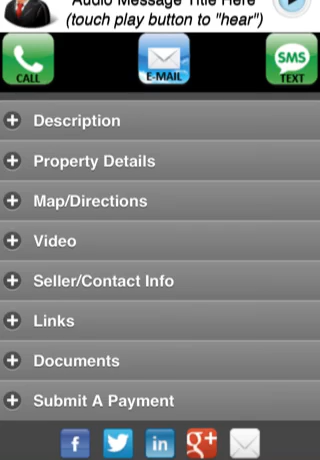 Audio Message Title Here
(touch play button to "hear")
CALL
E-MAIL
SMS
TEXT
Description
Property Details
Map/Directions
Video
Seller/Contact Info
Links
Documents
Submit A Payment
f
in
g+